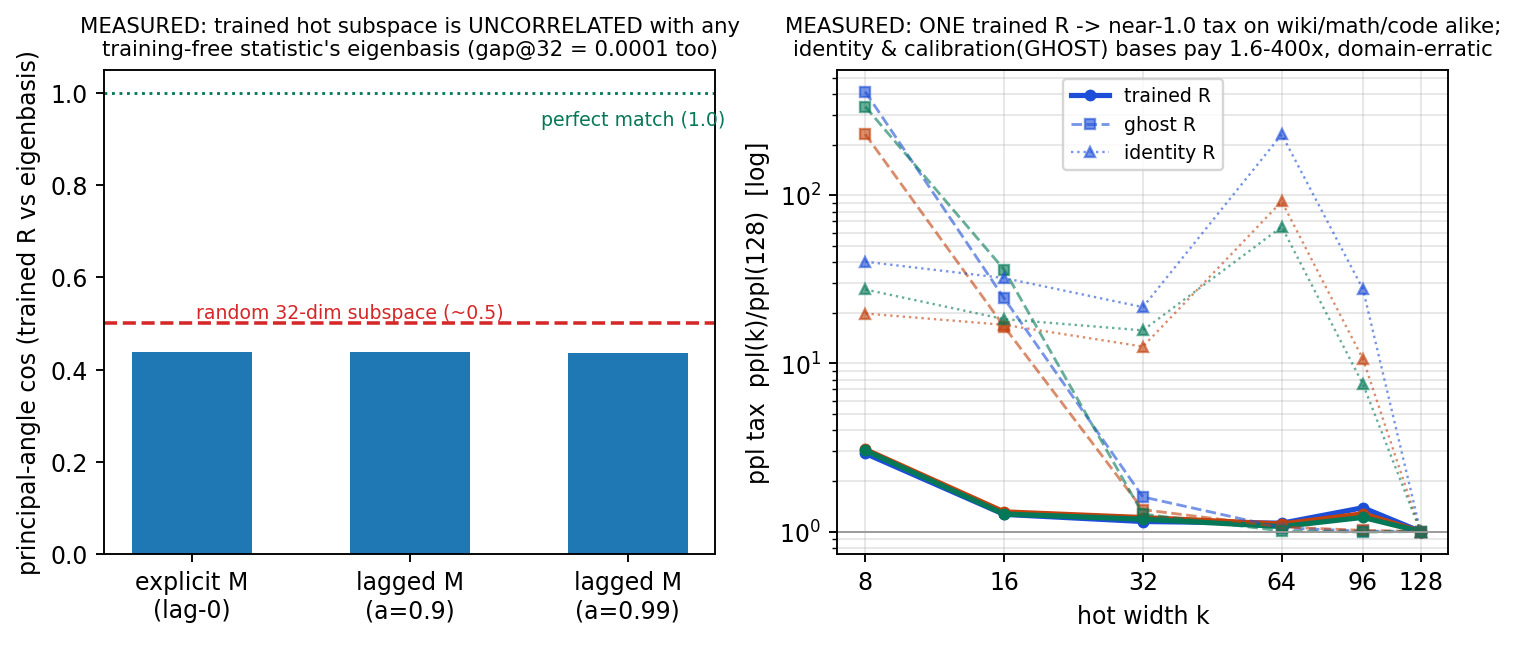 MEASURED: trained hot subspace is UNCORRELATED with any
training-free statistic's eigenbasis (gap@32 = 0.0001 too)
principal-angle cos (trained R vs eigenbasis)
1.0
0.8
0.6
0.4
0.2
0.0
perfect match (1.0)
random 32-dim subspace (~0.5)
explicit M
(lag-0)
lagged M
(a=0.9)
lagged M
(a=0.99)
MEASURED: ONE trained R -> near-1.0 tax on wiki/math/code alike;
identity & calibration(GHOST) bases pay 1.6-400x, domain-erratic
ppl tax  ppl(k)/ppl(128)  [log]
10²
10¹
10⁰
trained R
ghost R
identity R
8
16
32
64
96
128
hot width k